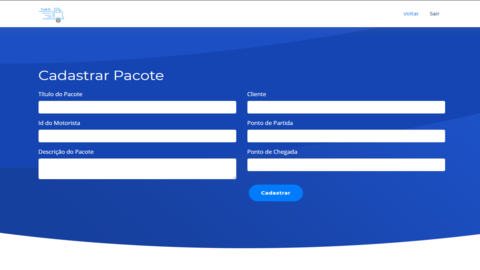 Voltar
Sair
Cadastrar Pacote
Título do Pacote
Cliente
Id do Motorista
Ponto de Partida
Descrição do Pacote
Ponto de Chegada
Cadastrar